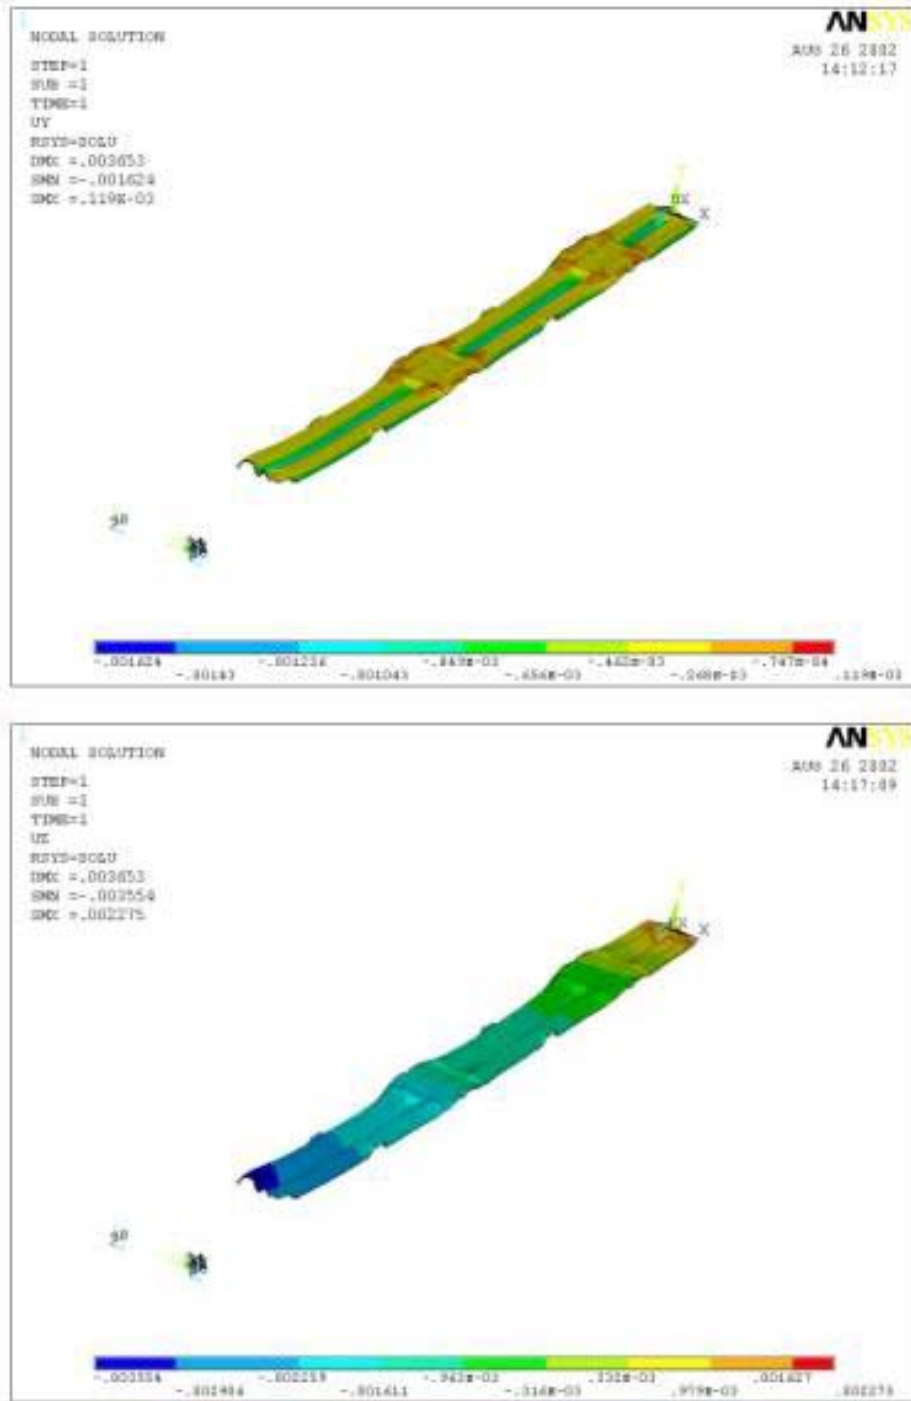 1
ANSYS
NODAL SOLUTION
AUG 26 2002
14:12:17
STEP=1
SUB =1
TIME=1
UY
RSYS=SOLU
DMX =.003653
SMN =-.001624
SMX =.119E-03
X
-.001624 -.001236 -.849E-03 -.462E-03 -.747E-04
-.00143 -.001043 -.656E-03 -.268E-03 .119E-03
1
ANSYS
NODAL SOLUTION
AUG 26 2002
14:17:09
STEP=1
SUB =1
TIME=1
UZ
RSYS=SOLU
DMX =.003653
SMN =-.003554
SMX =.002275
X
-.003554 -.002259 -.963E-03 .332E-03 .001627
-.002906 -.001611 -.316E-03 .979E-03 .002275